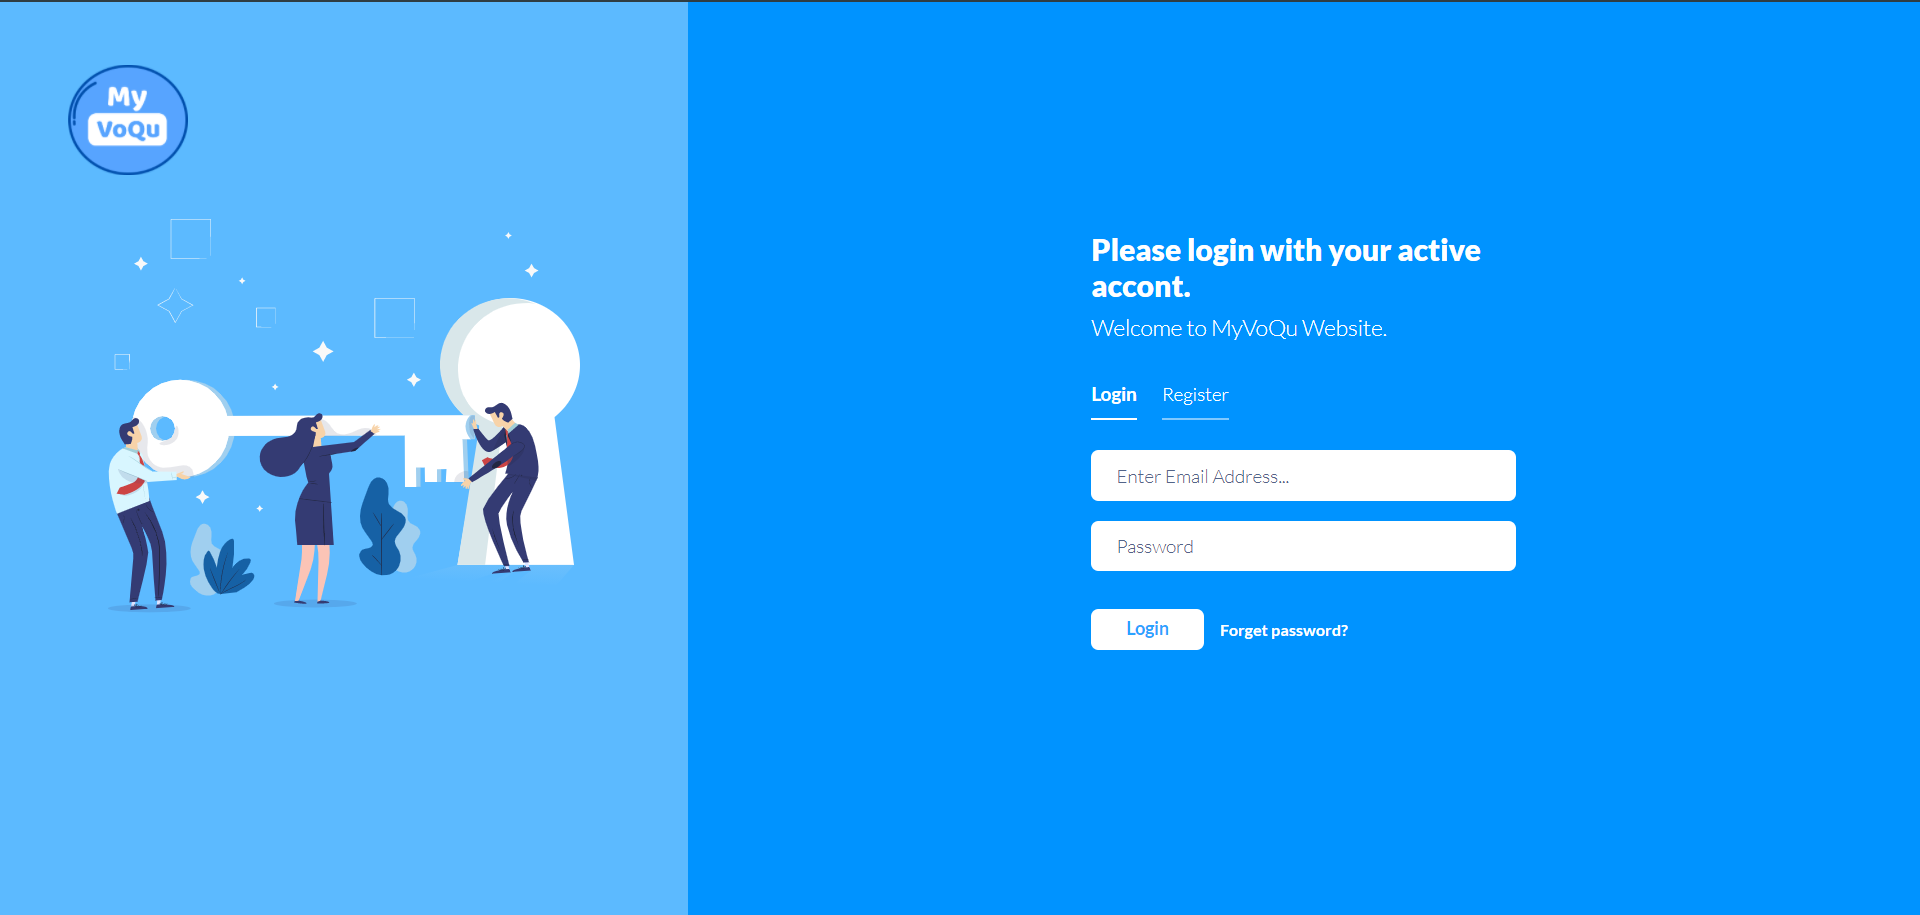 My
VoQu
Please login with your active
accont.
Welcome to MyVoQu Website.
Login
Register
Enter Email Address...
Password
Login
Forget password?